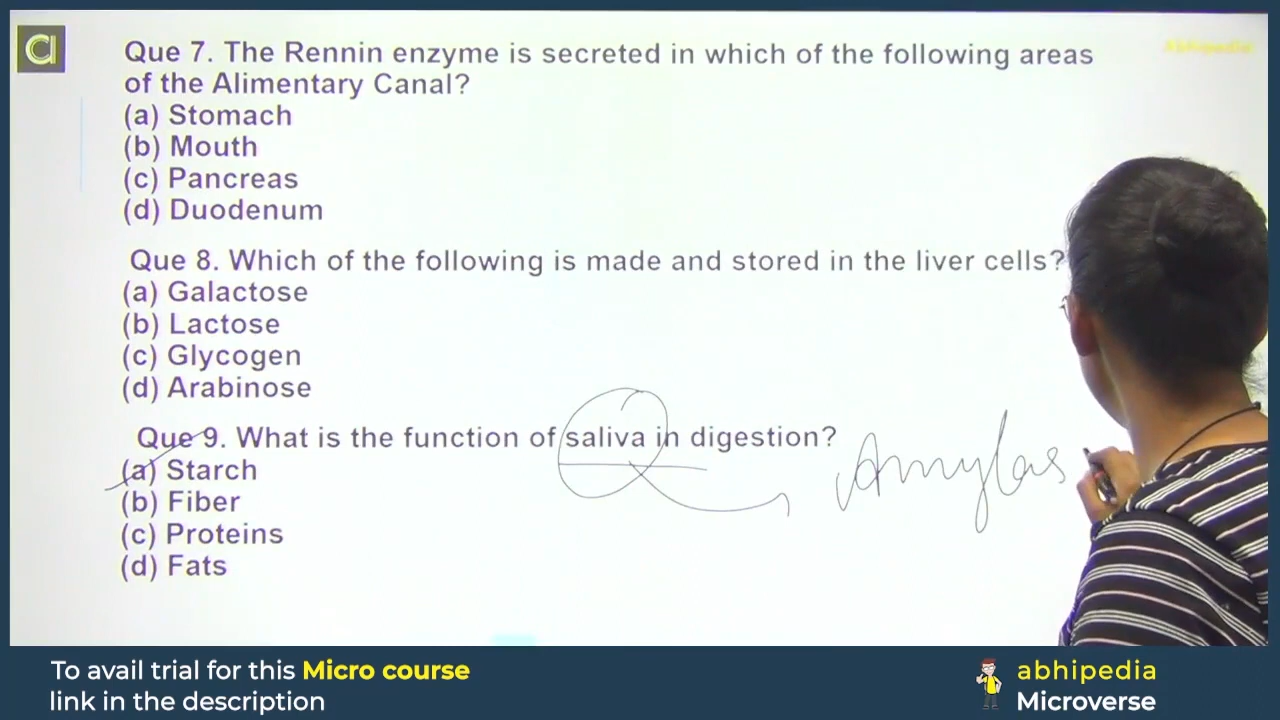 Abhipedia
Que 7. The Rennin enzyme is secreted in which of the following areas
of the Alimentary Canal?
(a) Stomach
(b) Mouth
(c) Pancreas
(d) Duodenum
Que 8. Which of the following is made and stored in the liver cells?
(a) Galactose
(b) Lactose
(c) Glycogen
(d) Arabinose
Que 9. What is the function of saliva in digestion?
(a) Starch
(b) Fiber
(c) Proteins
(d) Fats
Amylas
To avail trial for this Micro course
link in the description
abhipedia
Microverse